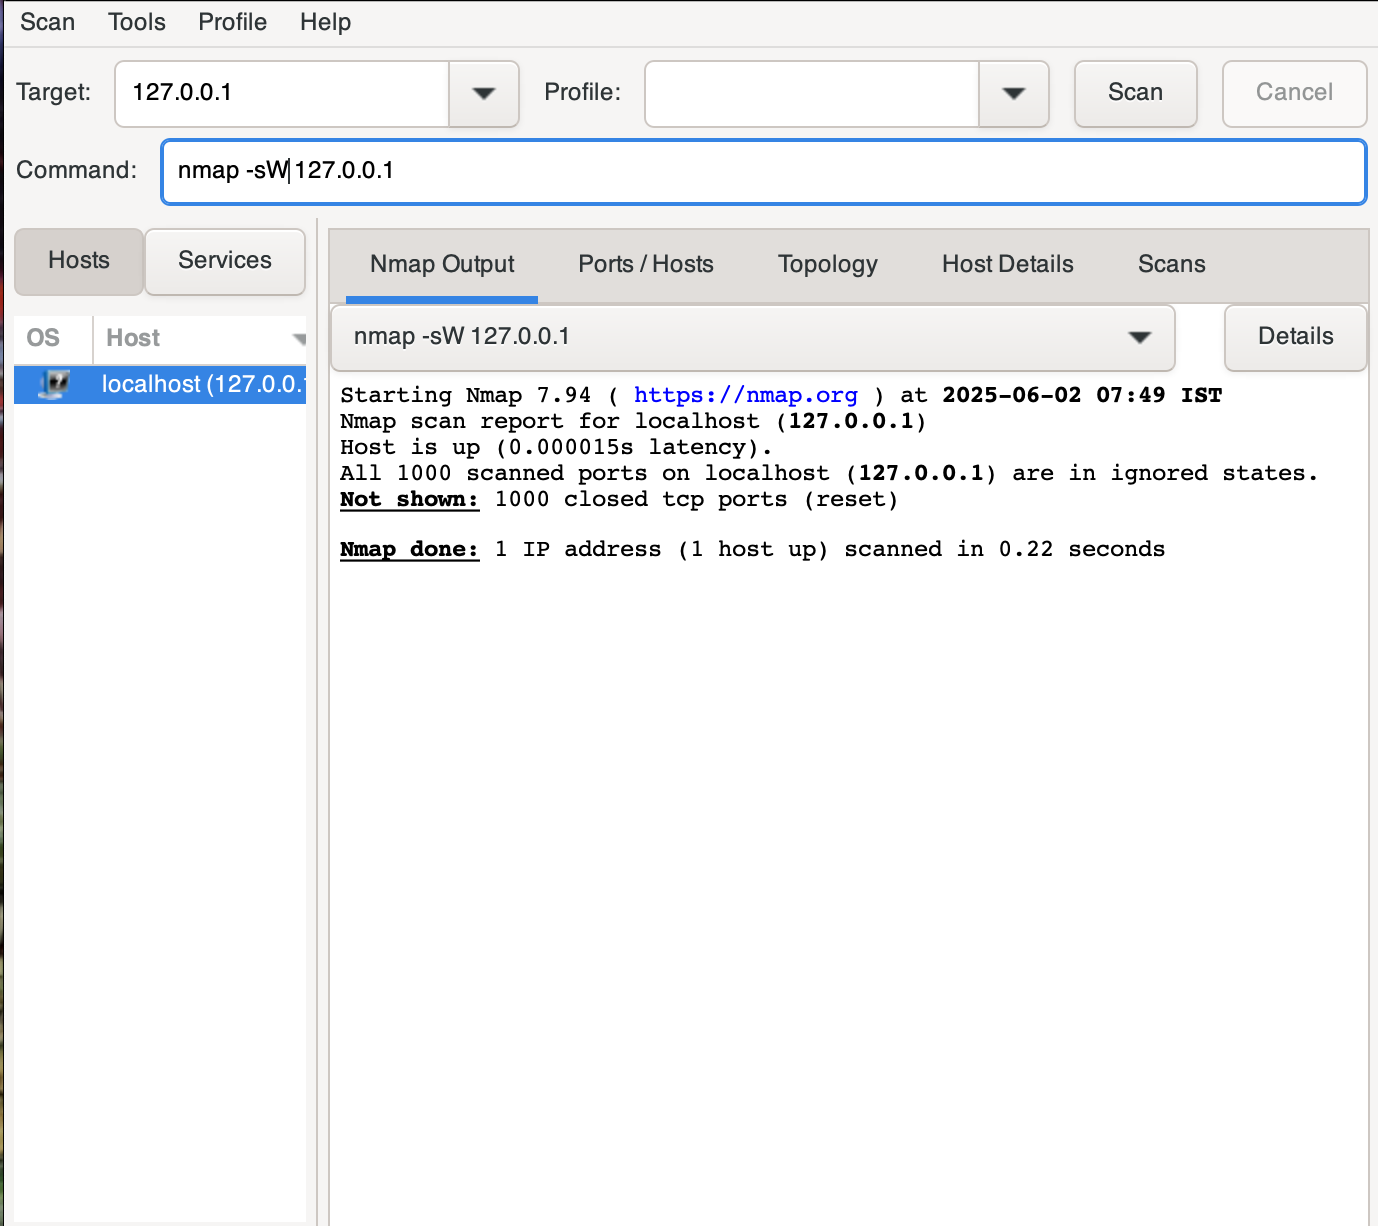 Scan Tools Profile Help
Target: 127.0.0.1 Profile: Scan Cancel
Command: nmap -sW 127.0.0.1
Hosts Services
OS Host
localhost (127.0.0.
Nmap Output Ports / Hosts Topology Host Details Scans
nmap -sW 127.0.0.1 Details
Starting Nmap 7.94 ( https://nmap.org ) at 2025-06-02 07:49 IST
Nmap scan report for localhost (127.0.0.1)
Host is up (0.000015s latency).
All 1000 scanned ports on localhost (127.0.0.1) are in ignored states.
Not shown: 1000 closed tcp ports (reset)
Nmap done: 1 IP address (1 host up) scanned in 0.22 seconds